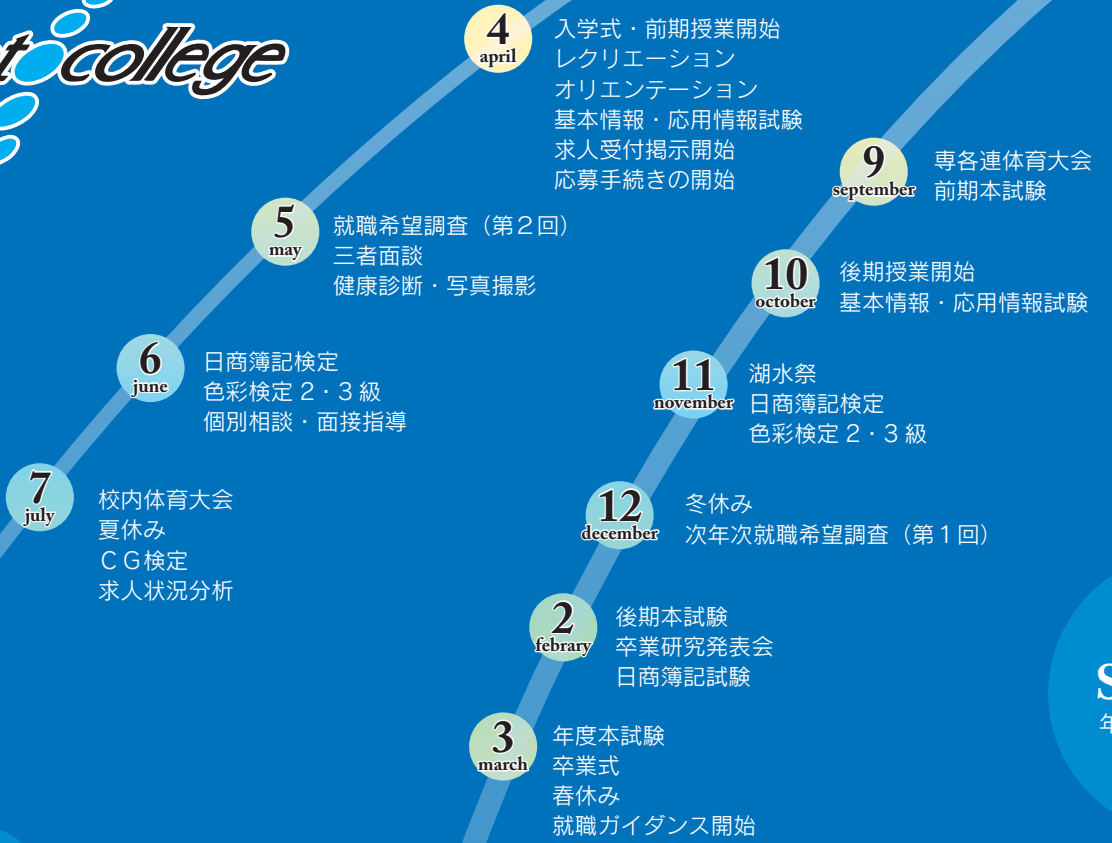 college
4
april
入学式・前期授業開始
レクリエーション
オリエンテーション
基本情報・応用情報試験
求人受付掲示開始
応募手続きの開始
5
may
就職希望調査（第２回）
三者面談
健康診断・写真撮影
6
june
日商簿記検定
色彩検定 2・3 級
個別相談・面接指導
7
july
校内体育大会
夏休み
ＣＧ検定
求人状況分析
9
september
専各連体育大会
前期本試験
10
october
後期授業開始
基本情報・応用情報試験
11
november
湖水祭
日商簿記検定
色彩検定 2・3 級
12
december
冬休み
次年次就職希望調査（第１回）
2
febrary
後期本試験
卒業研究発表会
日商簿記試験
3
march
年度本試験
卒業式
春休み
就職ガイダンス開始
S
年